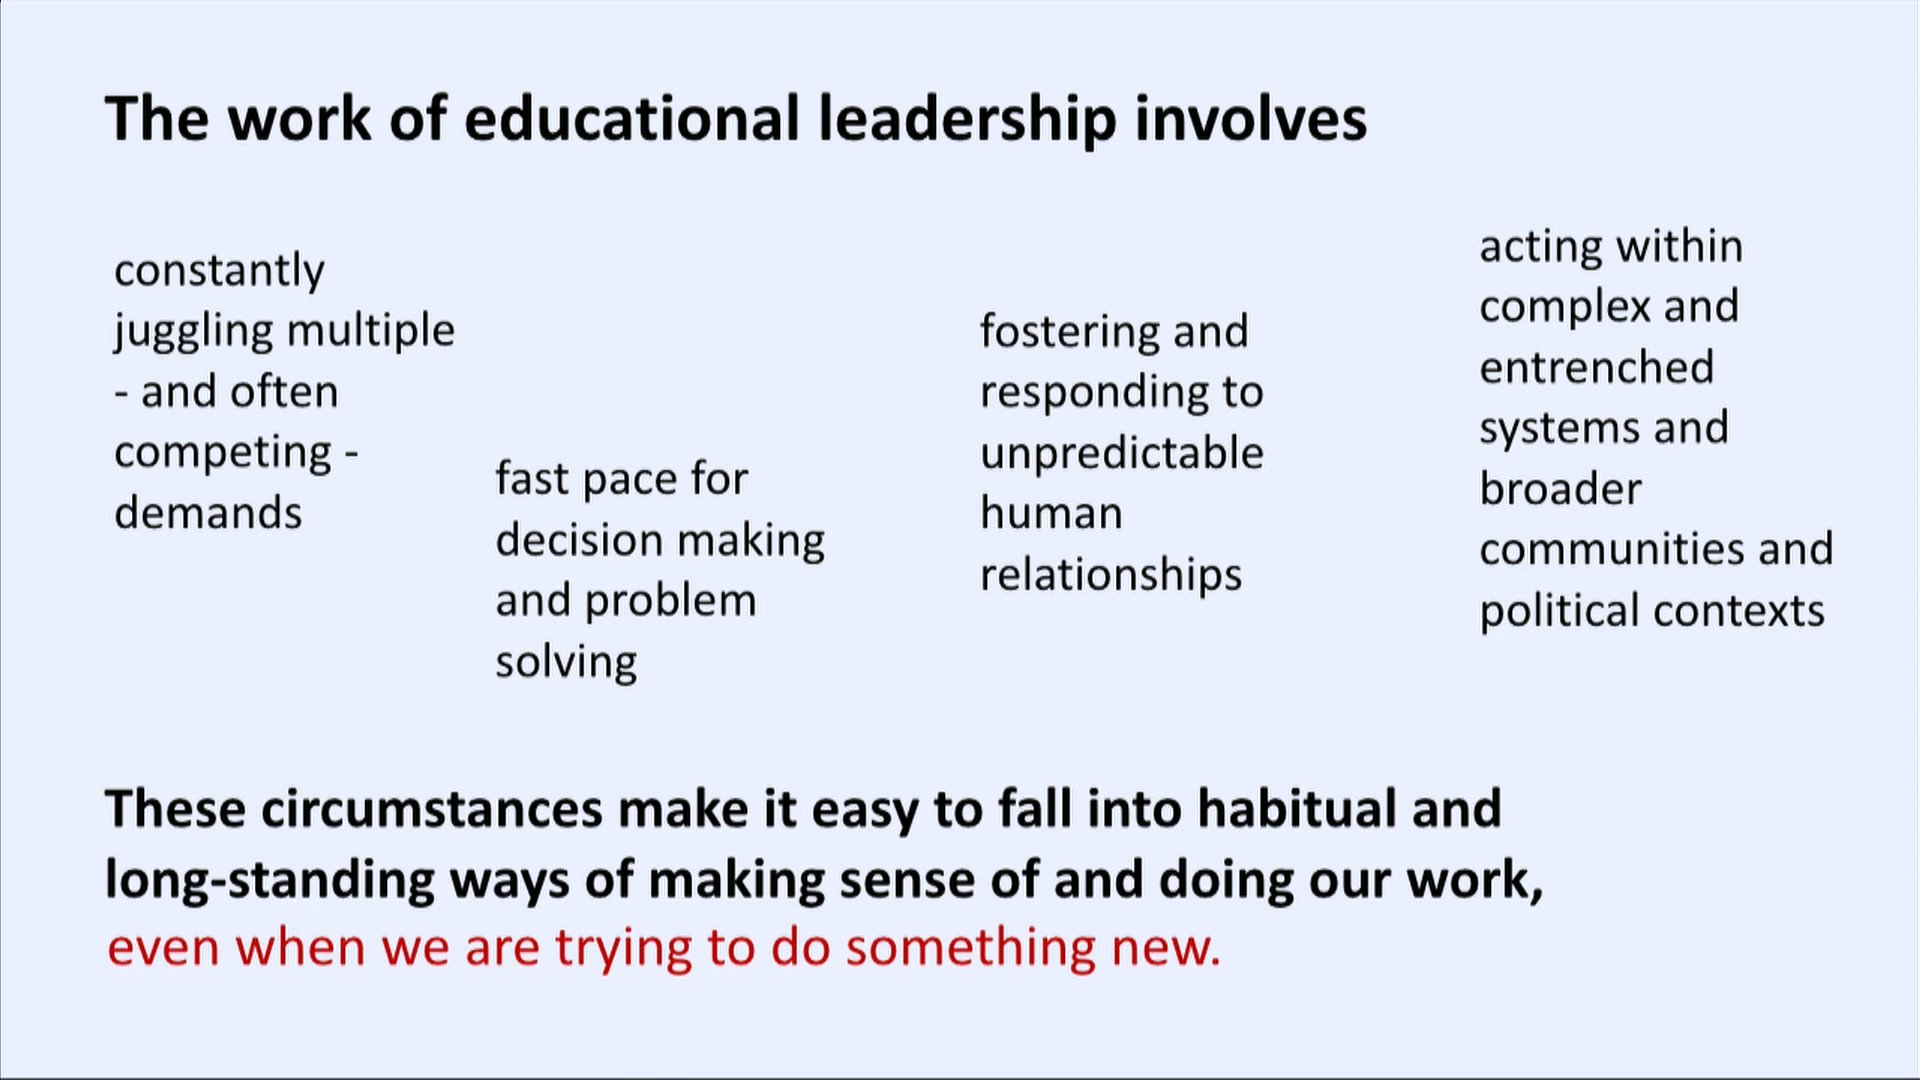 The work of educational leadership involves
constantly
juggling multiple
- and often
competing -
demands
fast pace for
decision making
and problem
solving
fostering and
responding to
unpredictable
human
relationships
acting within
complex and
entrenched
systems and
broader
communities and
political contexts
These circumstances make it easy to fall into habitual and
long-standing ways of making sense of and doing our work,
even when we are trying to do something new.